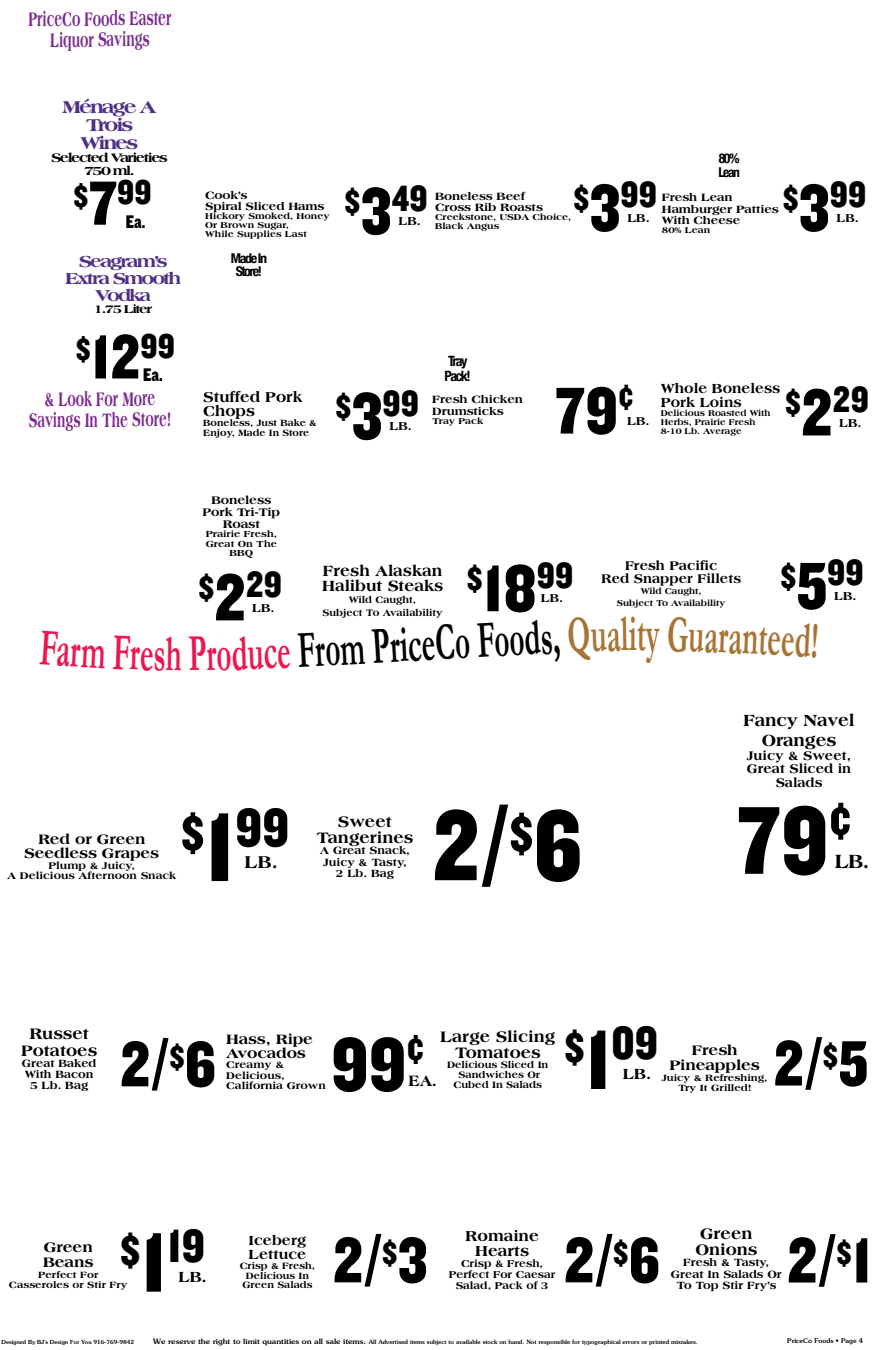 PriceCo Foods Easter
Liquor Savings
Ménage A
Trois
Wines
Selected Varieties
750 ml.
$7.99
Ea.
Seagram's
Extra Smooth
Vodka
1.75 Liter
$12.99
Ea.
& Look For More
Savings In The Store!
Cook's
Spiral Sliced Hams
Hickory Smoked, Honey
Or Brown Sugar,
While Supplies Last
$3.49
LB.
Boneless Beef
Cross Rib Roasts
Creekstone, USDA Choice,
Black Angus
$3.99
LB.
80%
Lean
Fresh Lean
Hamburger Patties
With Cheese
80% Lean
$3.99
LB.
Made In
Store!
Stuffed Pork
Chops
Boneless, Just Bake &
Enjoy, Made In Store
$3.99
LB.
Tray
Pack!
Fresh Chicken
Drumsticks
Tray Pack
79¢
LB.
Whole Boneless
Pork Loins
Delicious Roasted With
Herbs, Prairie Fresh
8-10 Lb. Average
$2.29
LB.
Boneless
Pork Tri-Tip
Roast
Prairie Fresh,
Great On The
BBQ
$2.29
LB.
Fresh Alaskan
Halibut Steaks
Wild Caught,
Subject To Availability
$18.99
LB.
Fresh Pacific
Red Snapper Fillets
Wild Caught,
Subject To Availability
$5.99
LB.
Farm Fresh Produce From PriceCo Foods, Quality Guaranteed!
Red or Green
Seedless Grapes
Plump & Juicy,
A Delicious Afternoon Snack
$1.99
LB.
Sweet
Tangerines
A Great Snack,
Juicy & Tasty,
2 Lb. Bag
2/$6
Fancy Navel
Oranges
Juicy & Sweet,
Great Sliced in
Salads
79¢
LB.
Russet
Potatoes
Great Baked
With Bacon
5 Lb. Bag
2/$6
Hass, Ripe
Avocados
Creamy &
Delicious,
California Grown
99¢
EA.
Large Slicing
Tomatoes
Delicious Sliced In
Sandwiches Or
Cubed In Salads
$1.09
LB.
Fresh
Pineapples
Juicy & Refreshing,
Try It Grilled!
2/$5
Green
Beans
Perfect For
Casseroles or Stir Fry
$1.19
LB.
Iceberg
Lettuce
Crisp & Fresh,
Delicious In
Green Salads
2/$3
Romaine
Hearts
Crisp & Fresh,
Perfect For Caesar
Salad, Pack of 3
2/$6
Green
Onions
Fresh & Tasty,
Great In Salads Or
To Top Stir Fry's
2/$1
Designed By BJ's Design For You 916-769-9842 We reserve the right to limit quantities on all sale items. All Advertised items subject to available stock on hand. Not responsible for typographical errors or printed mistakes. PriceCo Foods • Page 4